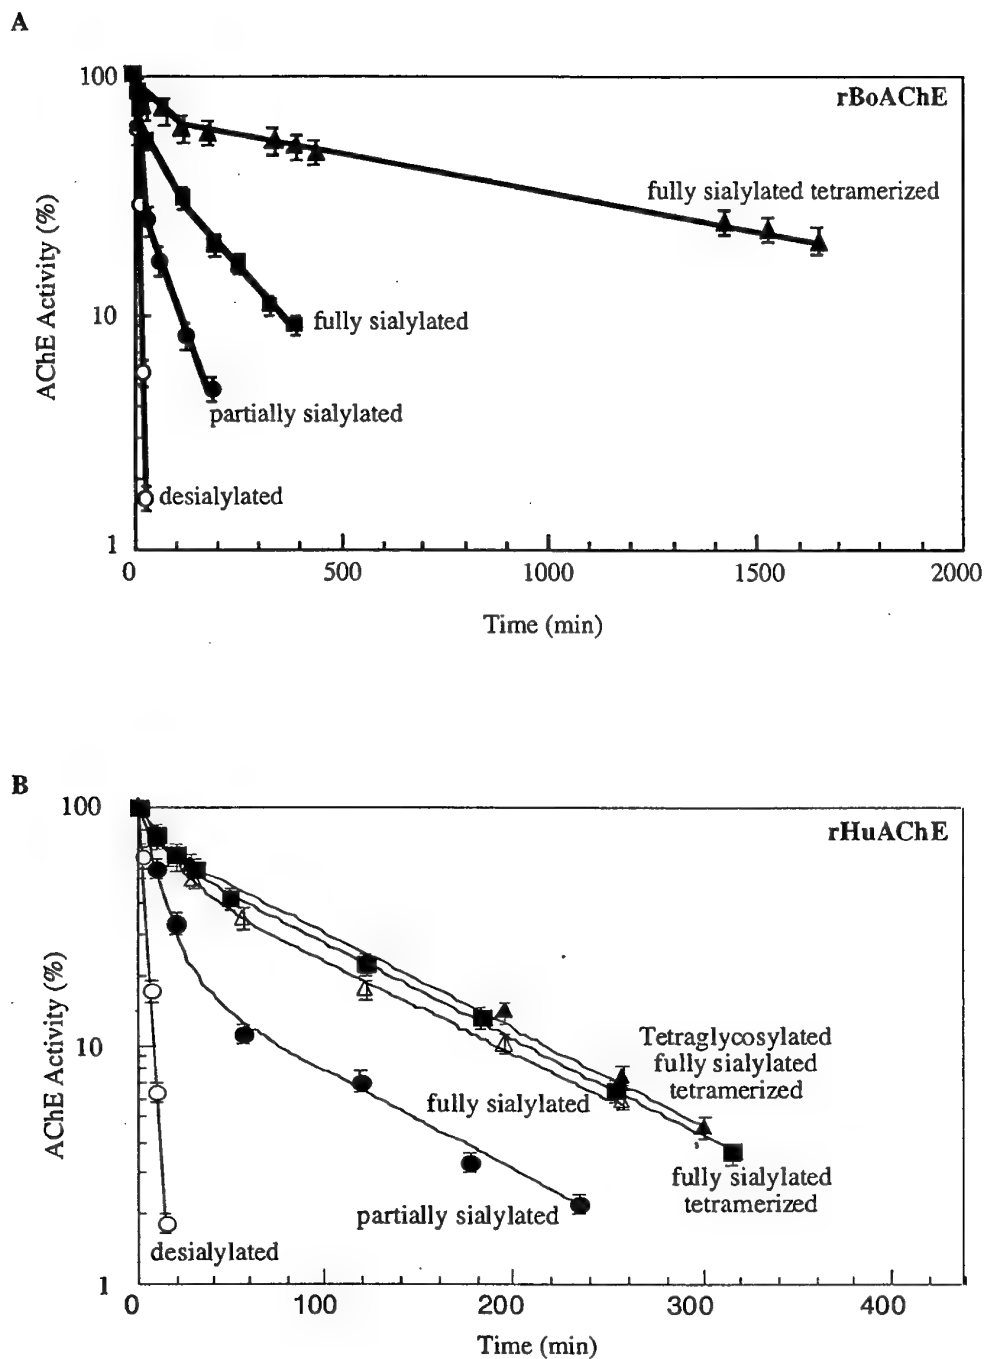 A
100
rBoAChE
fully sialylated tetramerized
AChE Activity (%)
10
fully sialylated
partially sialylated
desialylated
1
0 500 1000 1500 2000
Time (min)
B
100
rHuAChE
AChE Activity (%)
10
Tetraglycosylated
fully sialylated
tetramerized
fully sialylated
fully sialylated
tetramerized
partially sialylated
desialylated
1
0 100 200 300 400
Time (min)